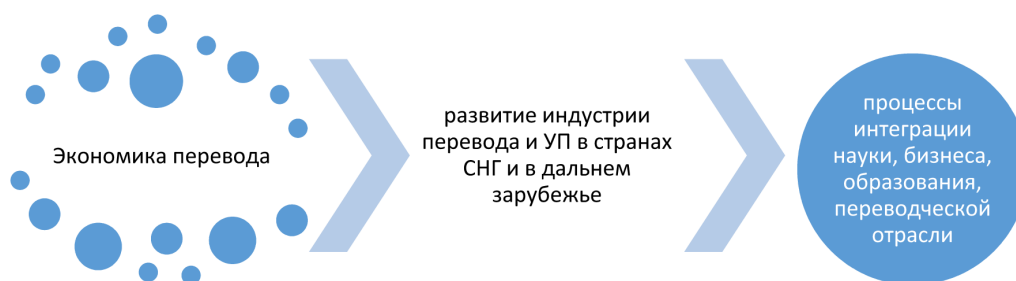 Экономика перевода
развитие индустрии
перевода и УП в странах
СНГ и в дальнем
зарубежье
процессы
интеграции
науки, бизнеса,
образования,
переводческой
отрасли